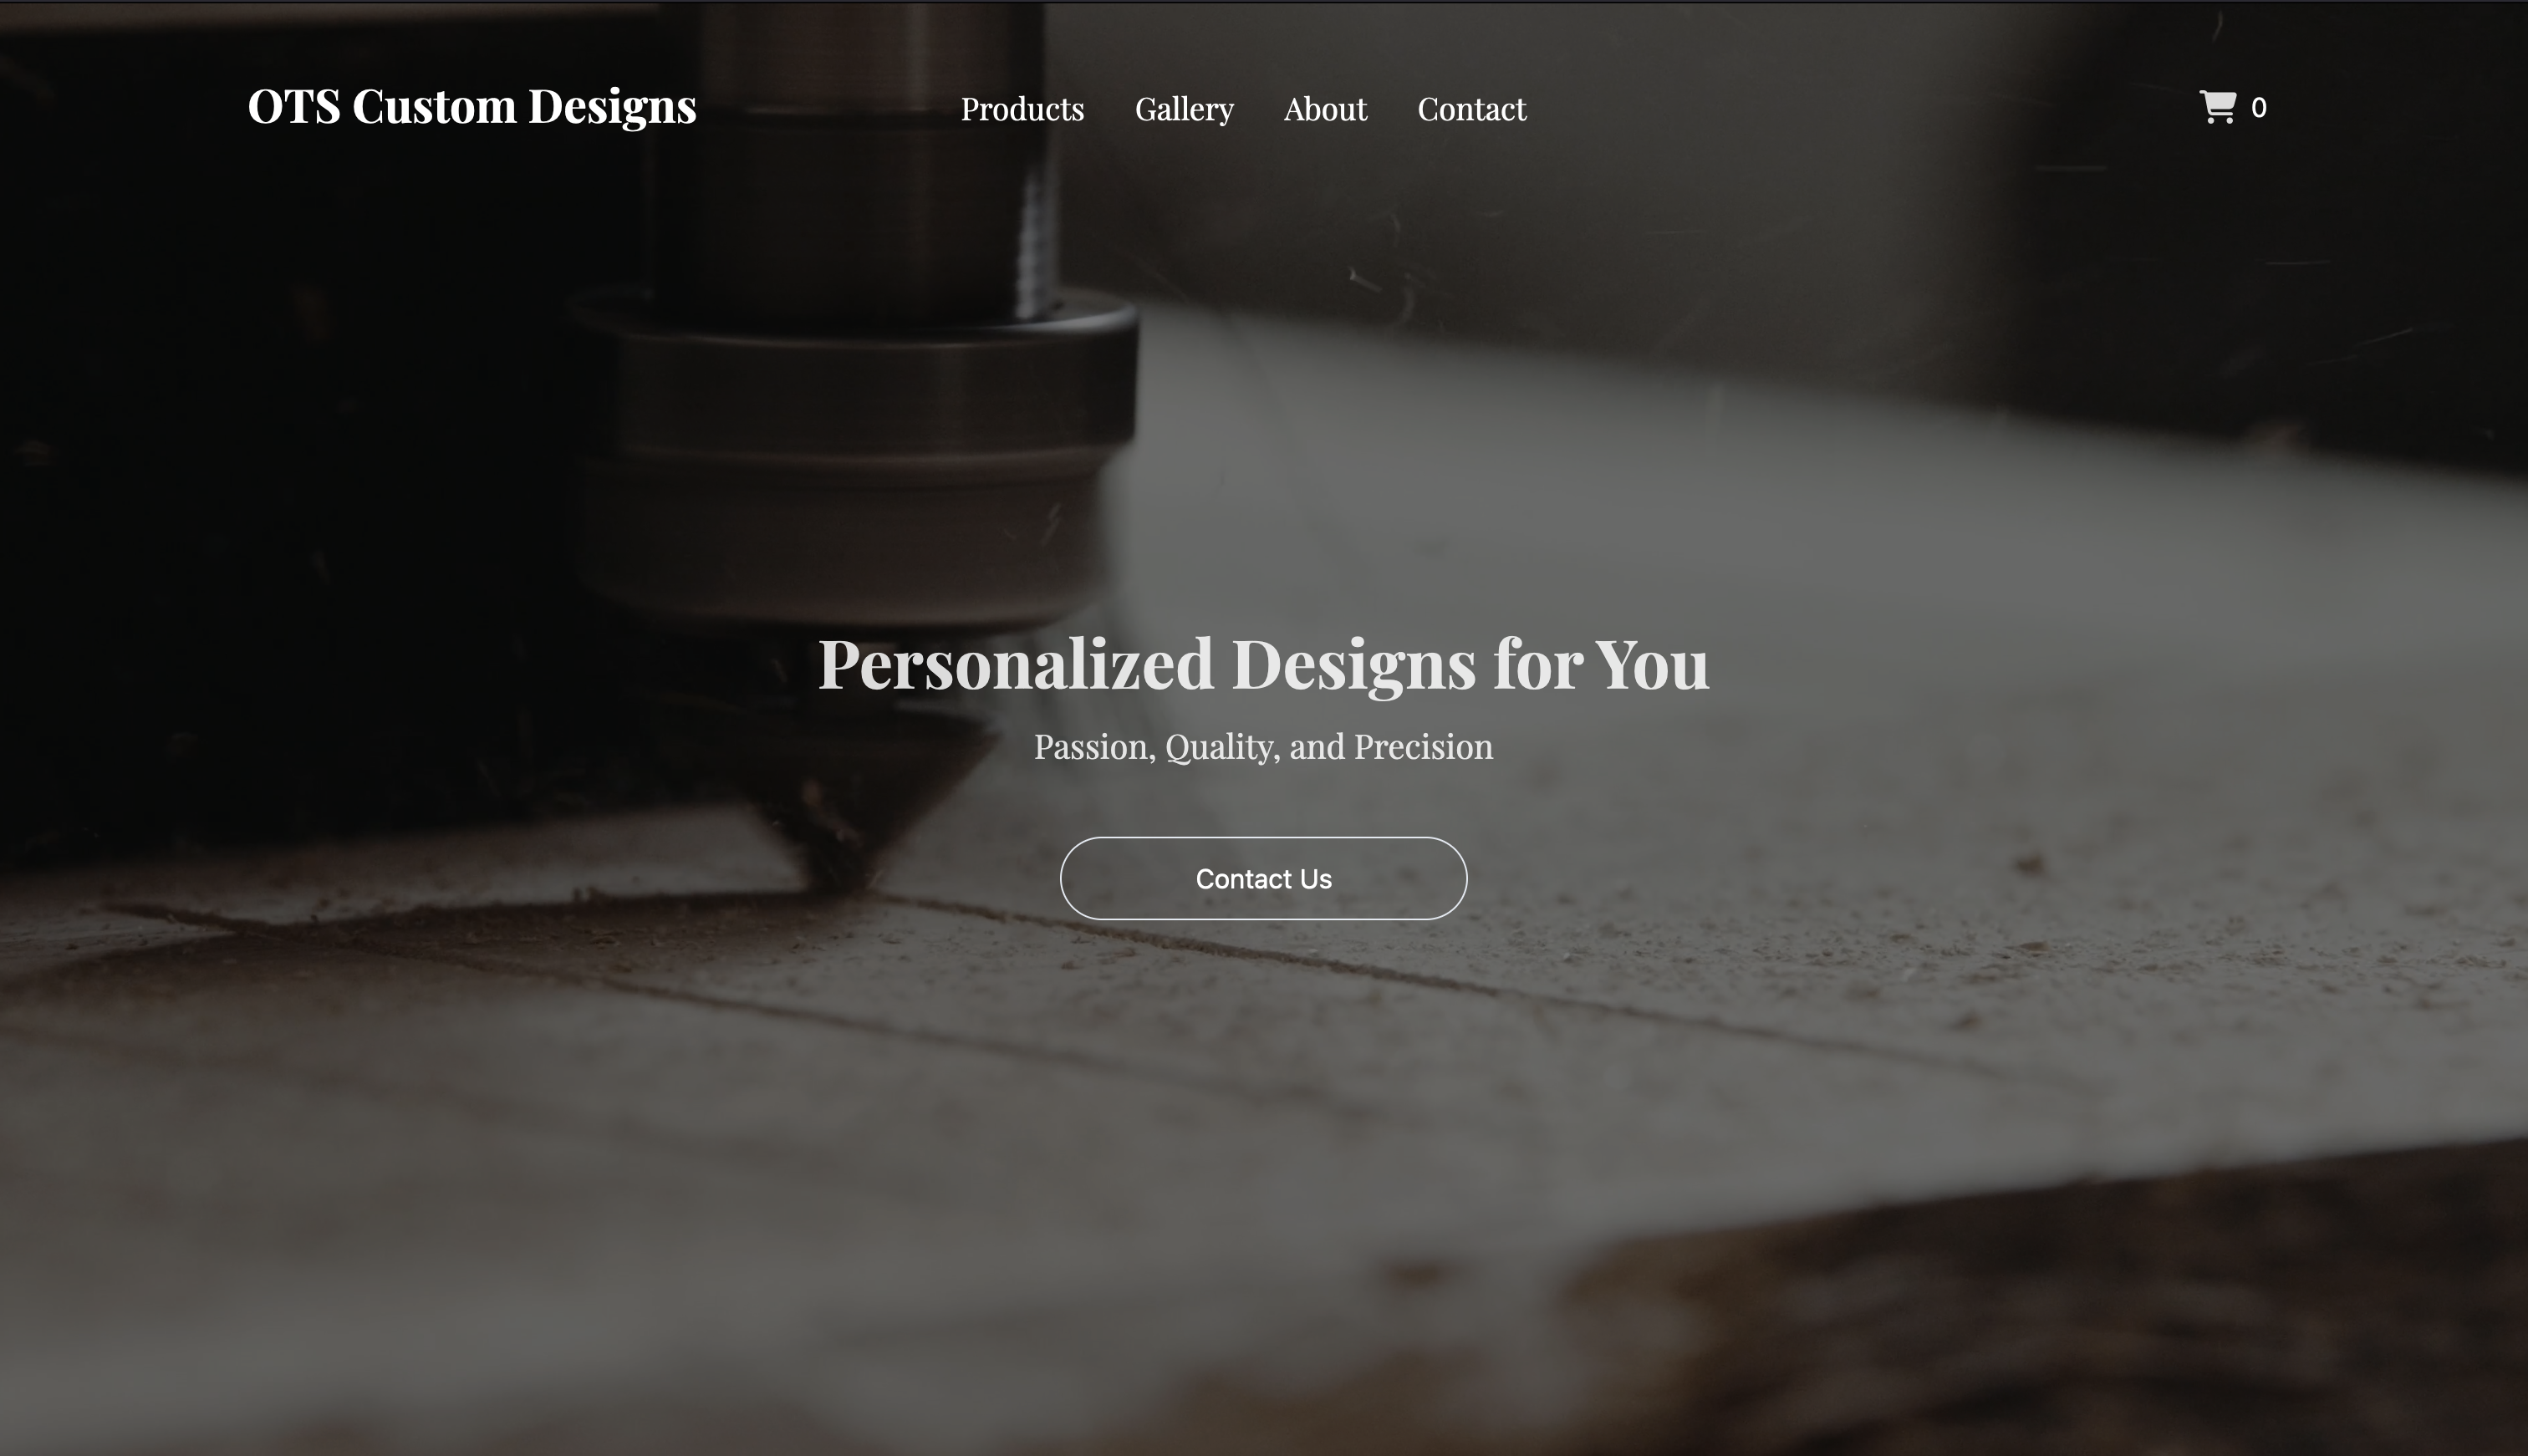 OTS Custom Designs
Products Gallery About Contact
0
Personalized Designs for You
Passion, Quality, and Precision
Contact Us